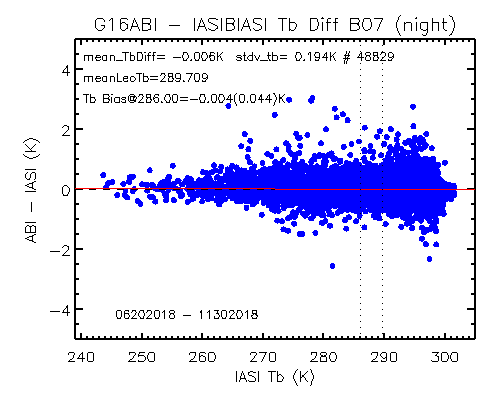 G16ABI - IASIBIASI Tb Diff B07 (night)
mean_TbDiff= -0.006K stdv_tb= 0.194K # 48829
meanLeoTb=289.709
Tb Bias@286.00=-0.004(0.044)K
4
2
0
-2
-4
ABI - IASI (K)
06202018 - 11302018
240 250 260 270 280 290 300
IASI Tb (K)